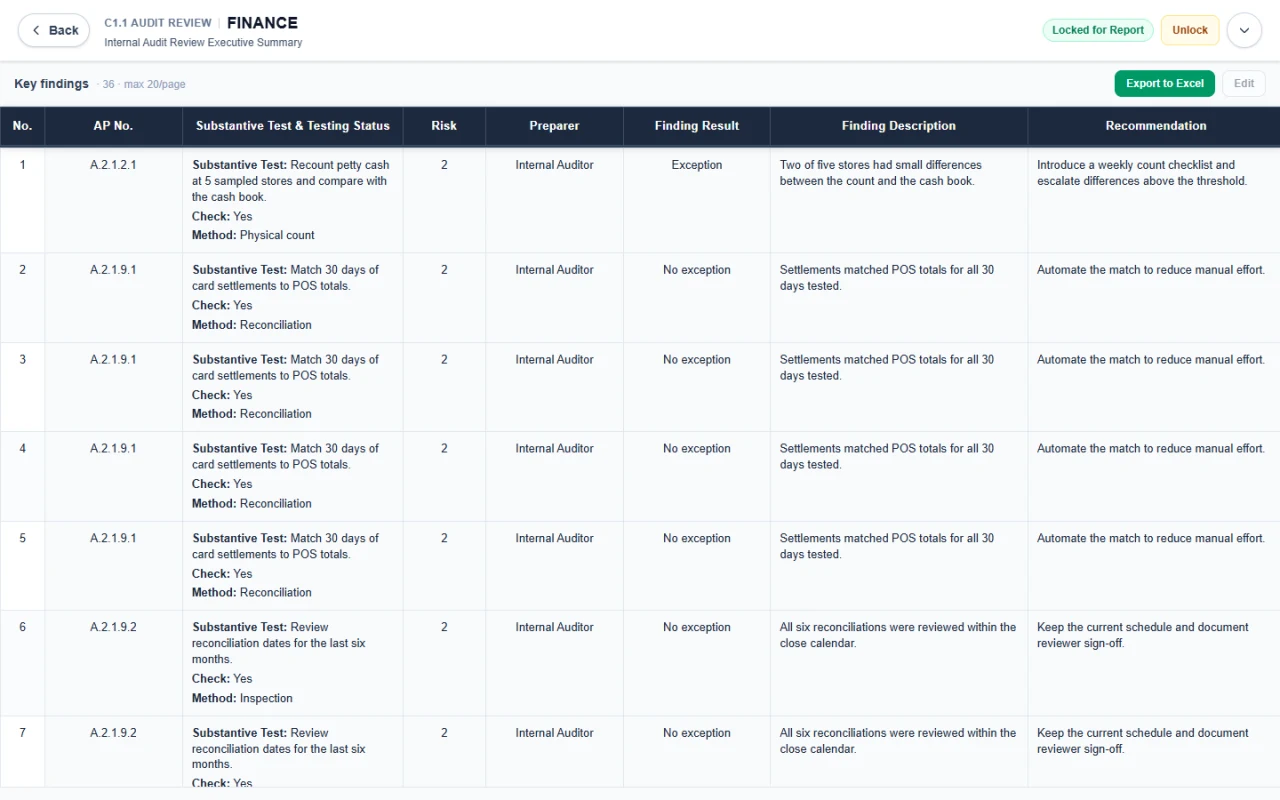 Back
C1.1 AUDIT REVIEW | FINANCE
Internal Audit Review Executive Summary
Locked for Report
Unlock
Key findings · 36 · max 20/page
Export to Excel
Edit
No. AP No. Substantive Test & Testing Status Risk Preparer Finding Result Finding Description Recommendation
1 A.2.1.2.1 Substantive Test: Recount petty cash 2 Internal Auditor Exception Two of five stores had small differences Introduce a weekly count checklist and
at 5 sampled stores and compare with between the count and the cash book. escalate differences above the threshold.
the cash book.
Check: Yes
Method: Physical count
2 A.2.1.9.1 Substantive Test: Match 30 days of 2 Internal Auditor No exception Settlements matched POS totals for all 30 Automate the match to reduce manual effort.
card settlements to POS totals. days tested.
Check: Yes
Method: Reconciliation
3 A.2.1.9.1 Substantive Test: Match 30 days of 2 Internal Auditor No exception Settlements matched POS totals for all 30 Automate the match to reduce manual effort.
card settlements to POS totals. days tested.
Check: Yes
Method: Reconciliation
4 A.2.1.9.1 Substantive Test: Match 30 days of 2 Internal Auditor No exception Settlements matched POS totals for all 30 Automate the match to reduce manual effort.
card settlements to POS totals. days tested.
Check: Yes
Method: Reconciliation
5 A.2.1.9.1 Substantive Test: Match 30 days of 2 Internal Auditor No exception Settlements matched POS totals for all 30 Automate the match to reduce manual effort.
card settlements to POS totals. days tested.
Check: Yes
Method: Reconciliation
6 A.2.1.9.2 Substantive Test: Review 2 Internal Auditor No exception All six reconciliations were reviewed within the Keep the current schedule and document
reconciliation dates for the last six close calendar. reviewer sign-off.
months.
Check: Yes
Method: Inspection
7 A.2.1.9.2 Substantive Test: Review 2 Internal Auditor No exception All six reconciliations were reviewed within the Keep the current schedule and document
reconciliation dates for the last six close calendar. reviewer sign-off.
months.
Check: Yes